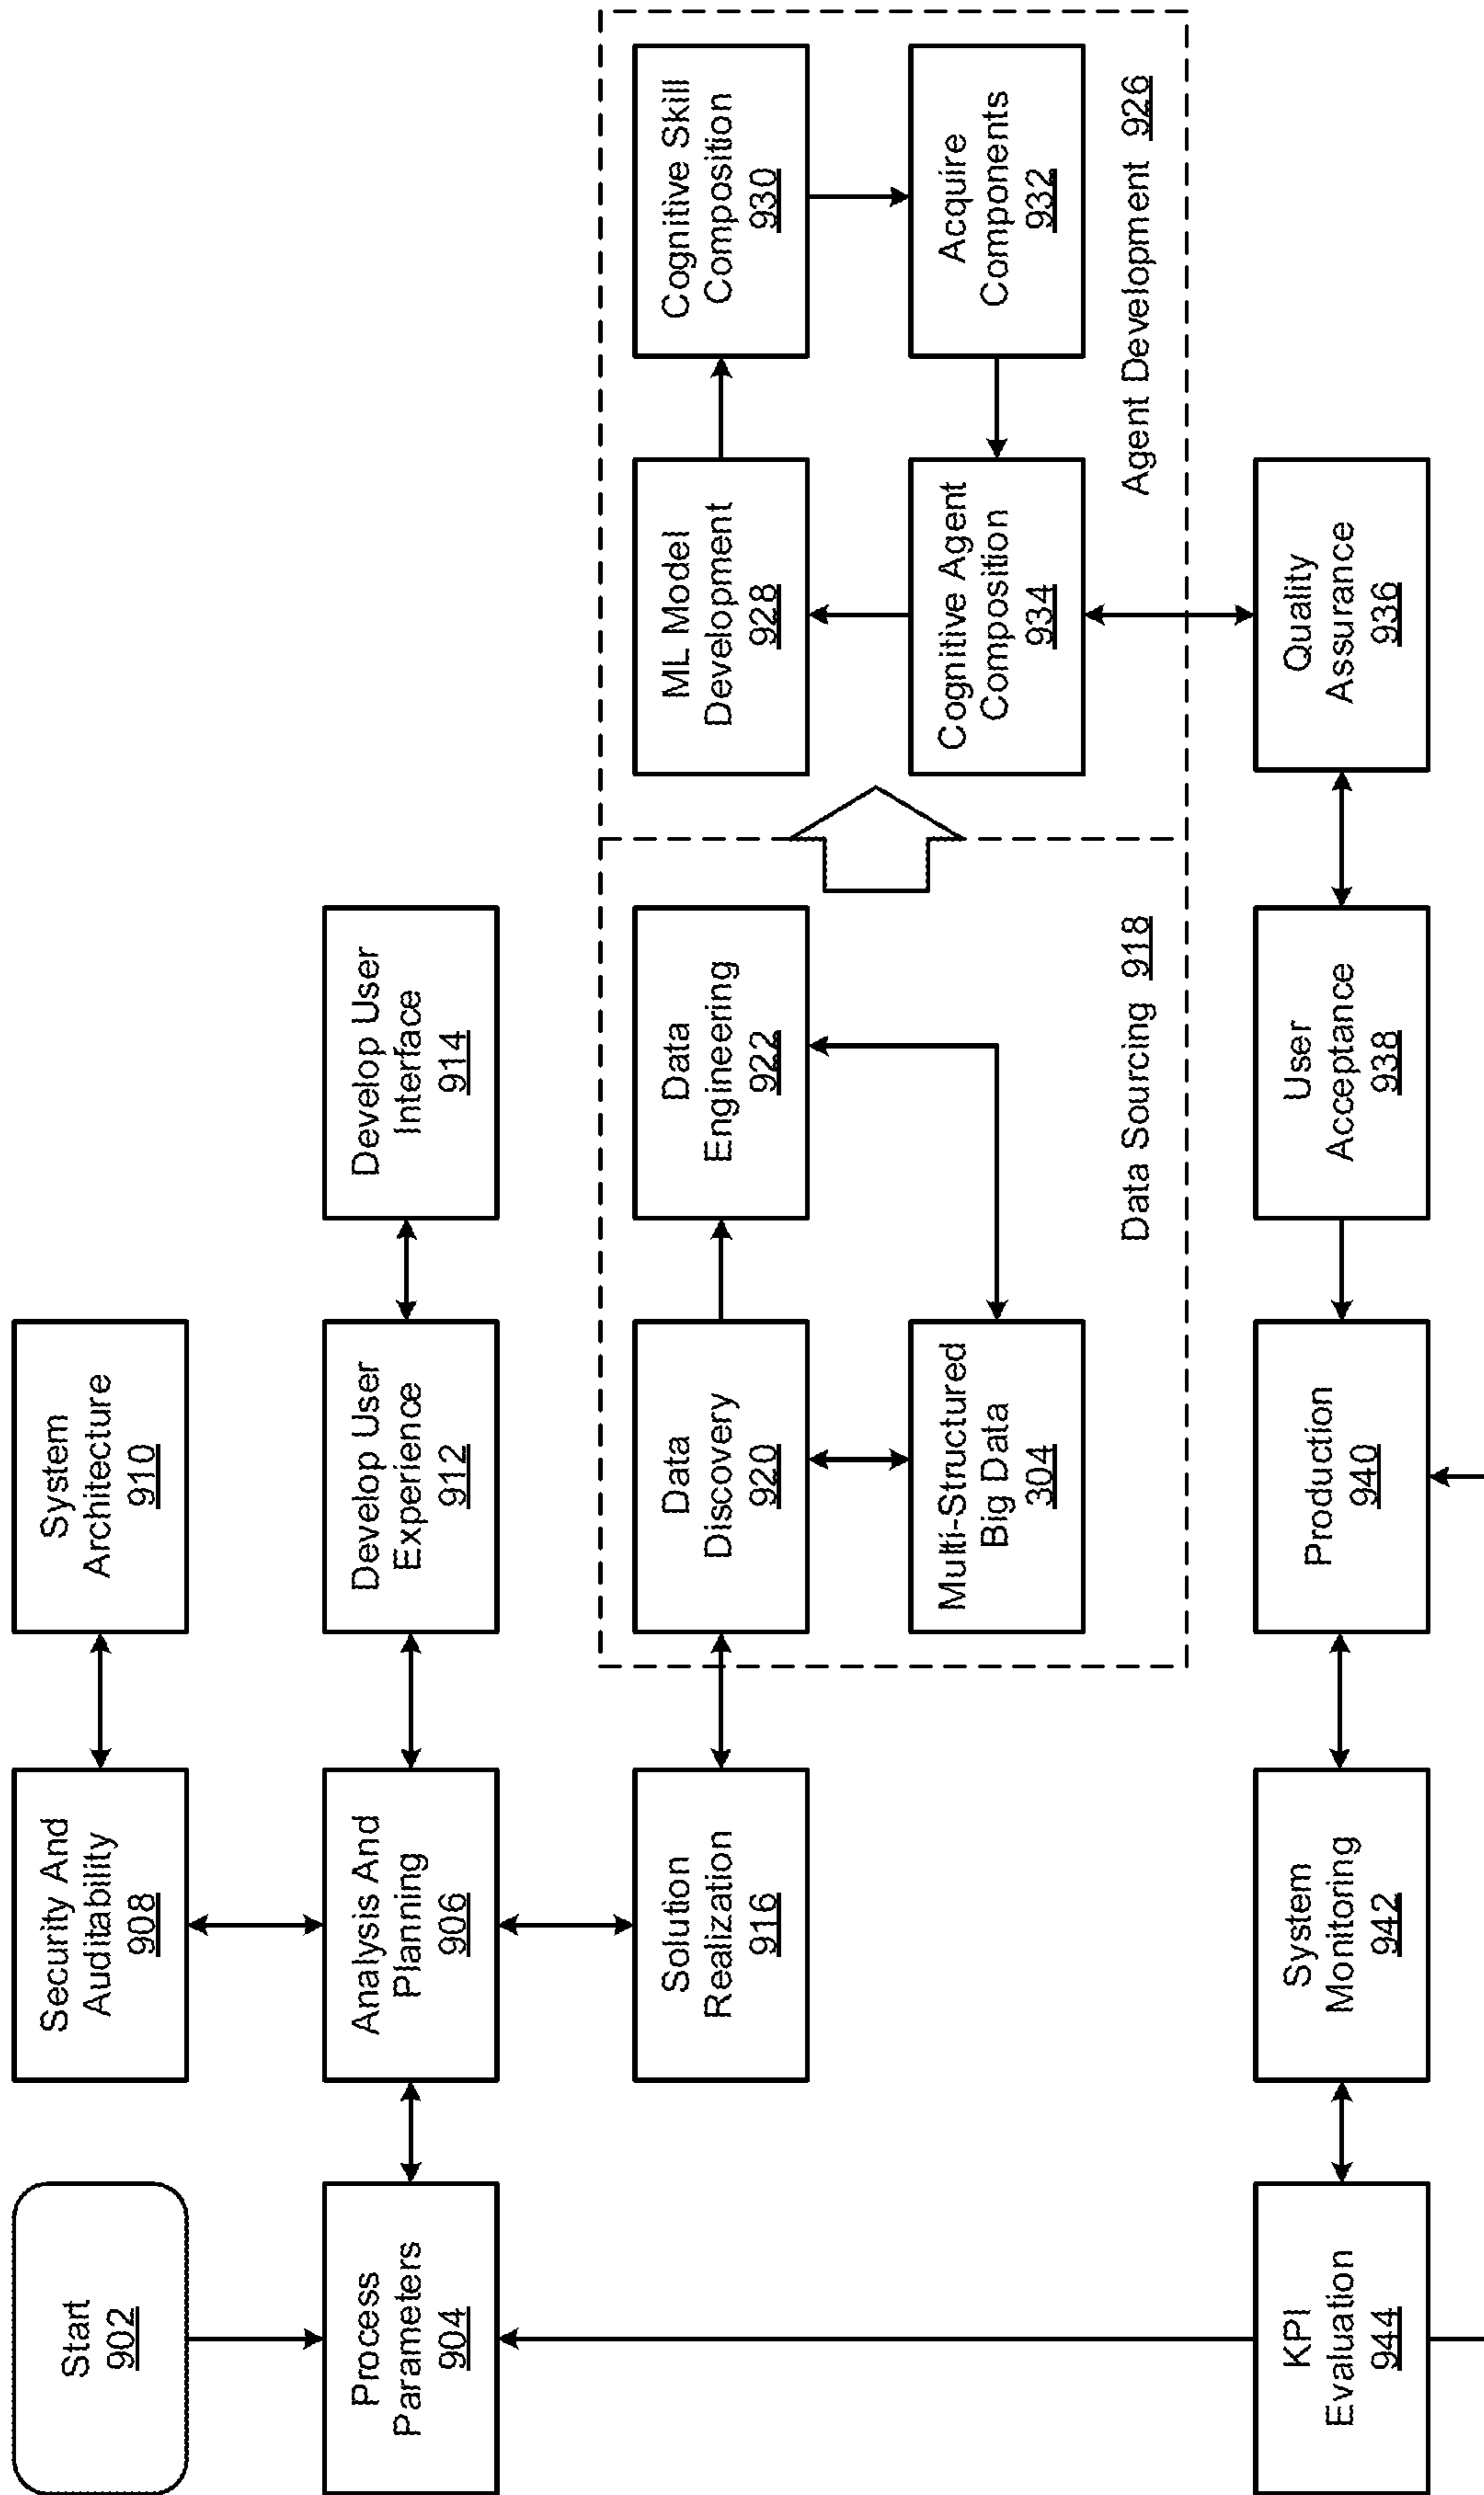 Start
902
Security And
Auditability
908
System
Architecture
910
Process
Parameters
904
Analysis And
Planning
906
Develop User
Experience
912
Develop User
Interface
914
Solution
Realization
916
Data
Discovery
920
Data
Engineering
922
ML Model
Development
928
Cognitive Skill
Composition
930
Multi-Structured
Big Data
304
Cognitive Agent
Composition
934
Acquire
Components
932
Data Sourcing 918
Agent Development 926
KPI
Evaluation
944
System
Monitoring
942
Production
940
User
Acceptance
938
Quality
Assurance
936